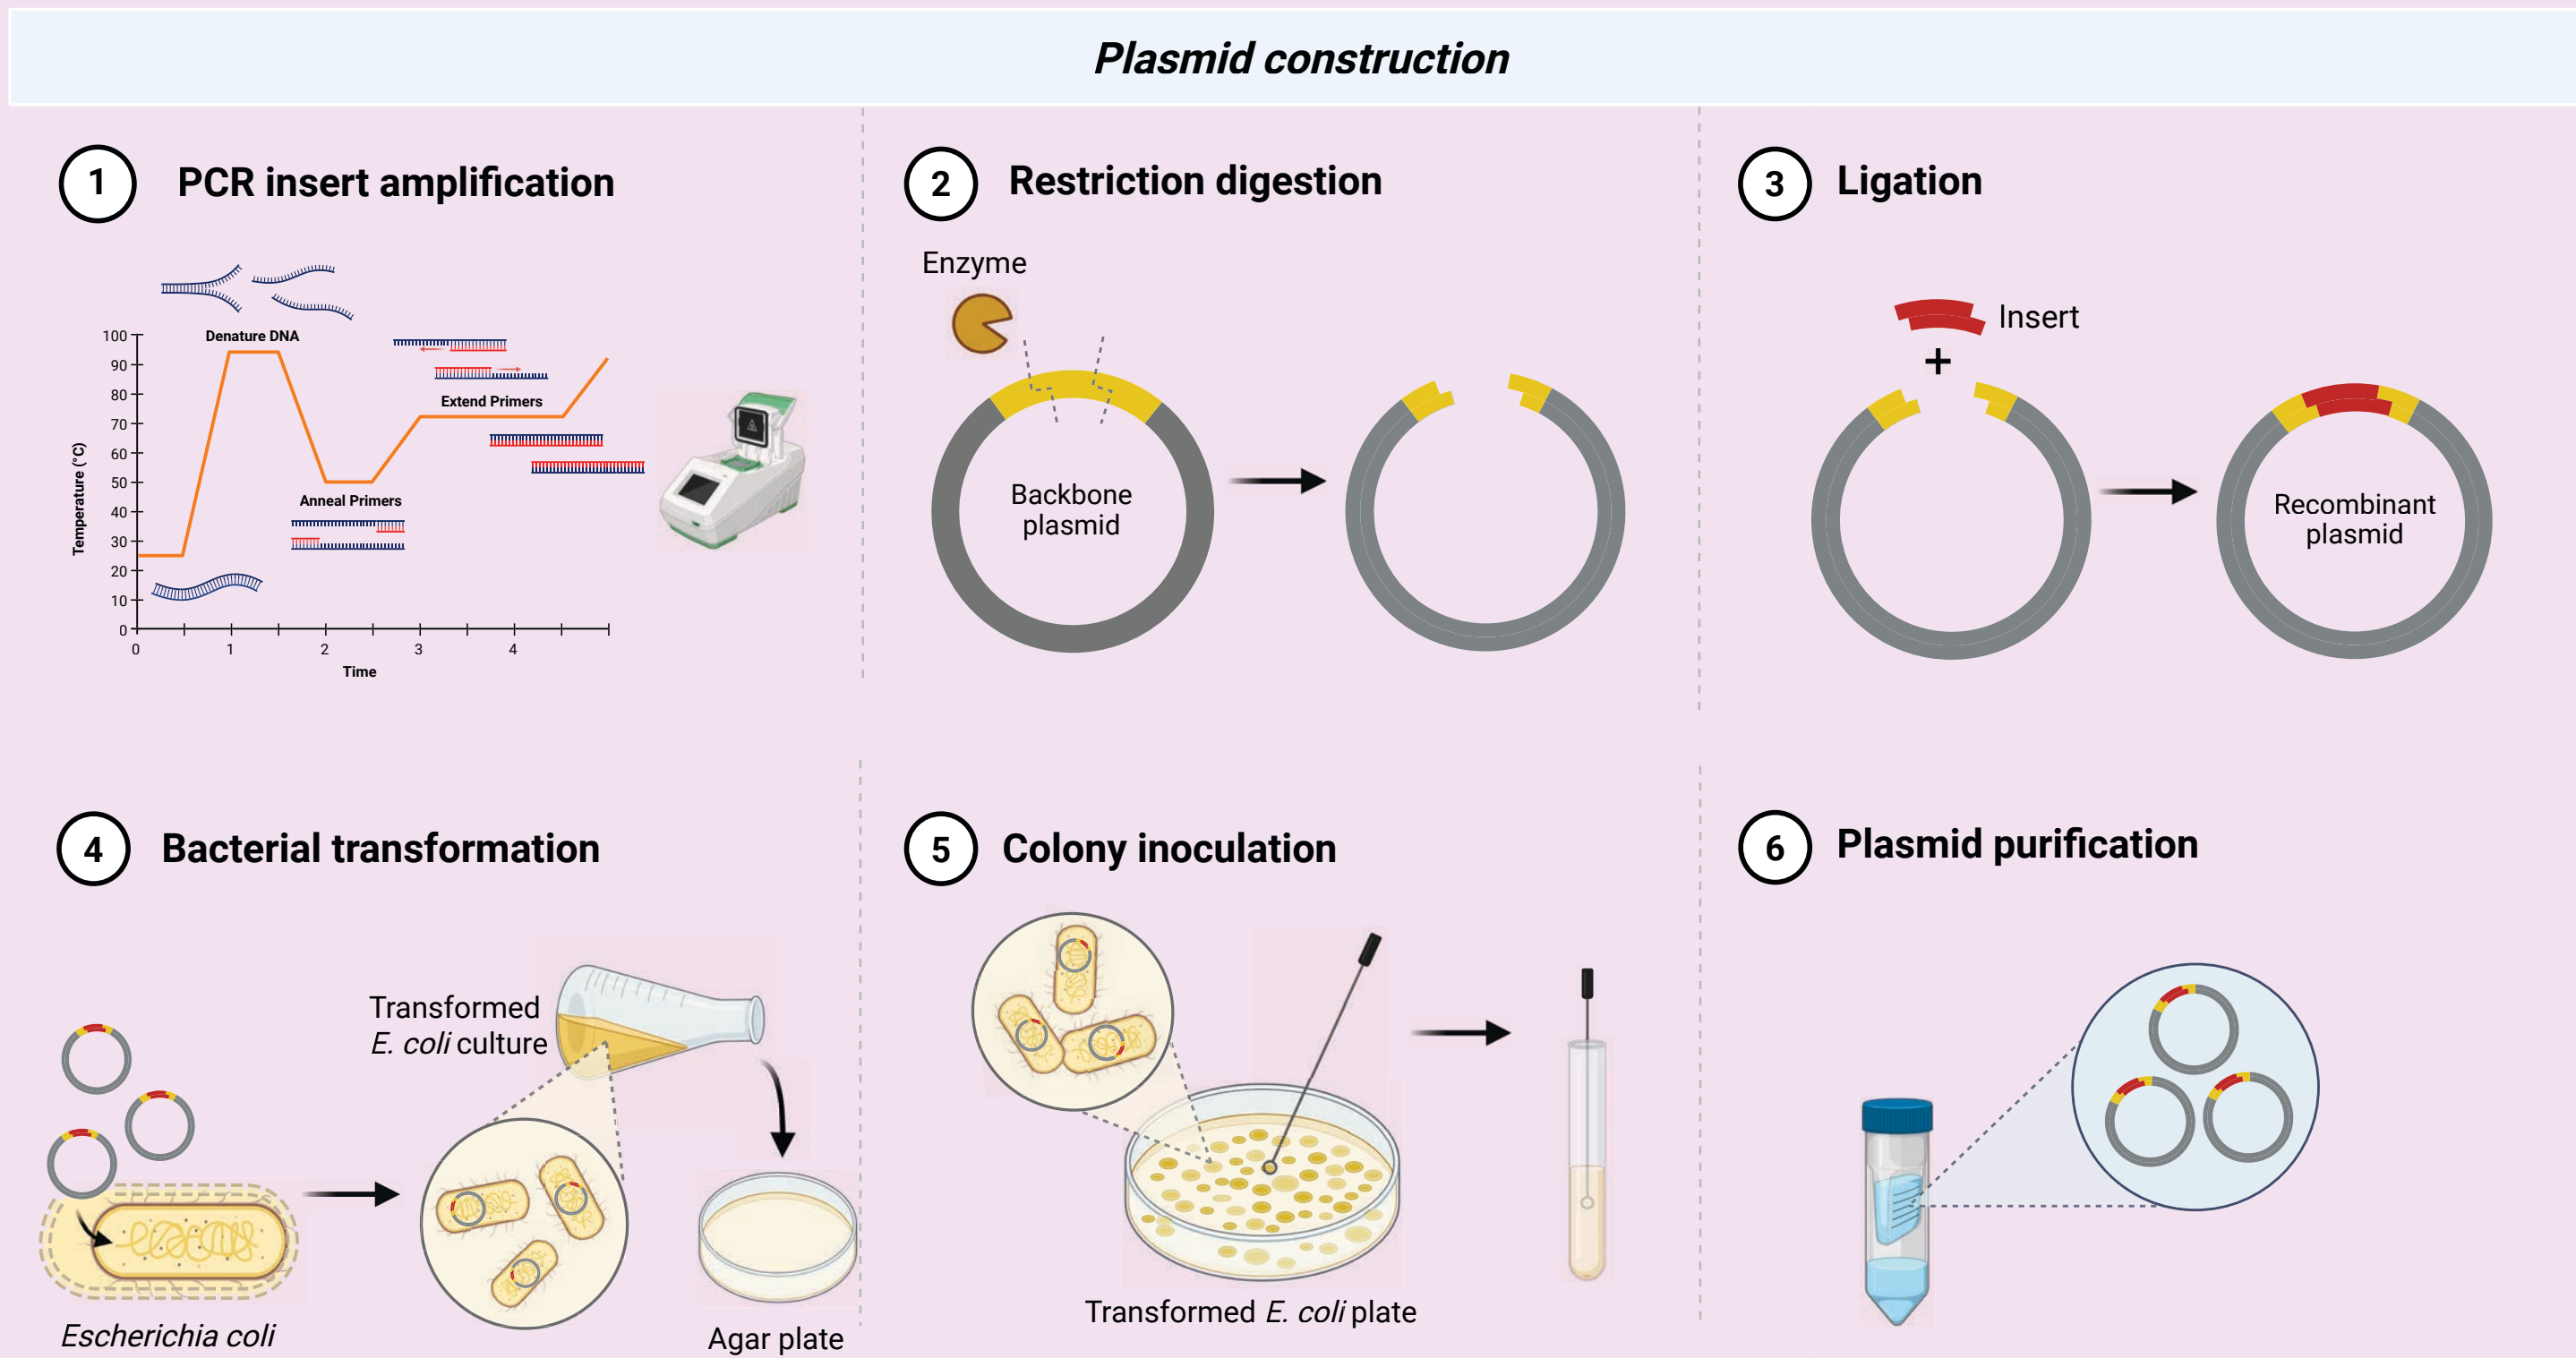 Plasmid construction
1
PCR insert amplification
Denature DNA
Extend Primers
Anneal Primers
Temperature (°C)
100
90
80
70
60
50
40
30
20
10
0
0 1 2 3 4
Time
2
Restriction digestion
Enzyme
Backbone
plasmid
3
Ligation
Insert
+
Recombinant
plasmid
4
Bacterial transformation
Transformed
E. coli culture
Escherichia coli
Agar plate
5
Colony inoculation
Transformed E. coli plate
6
Plasmid purification